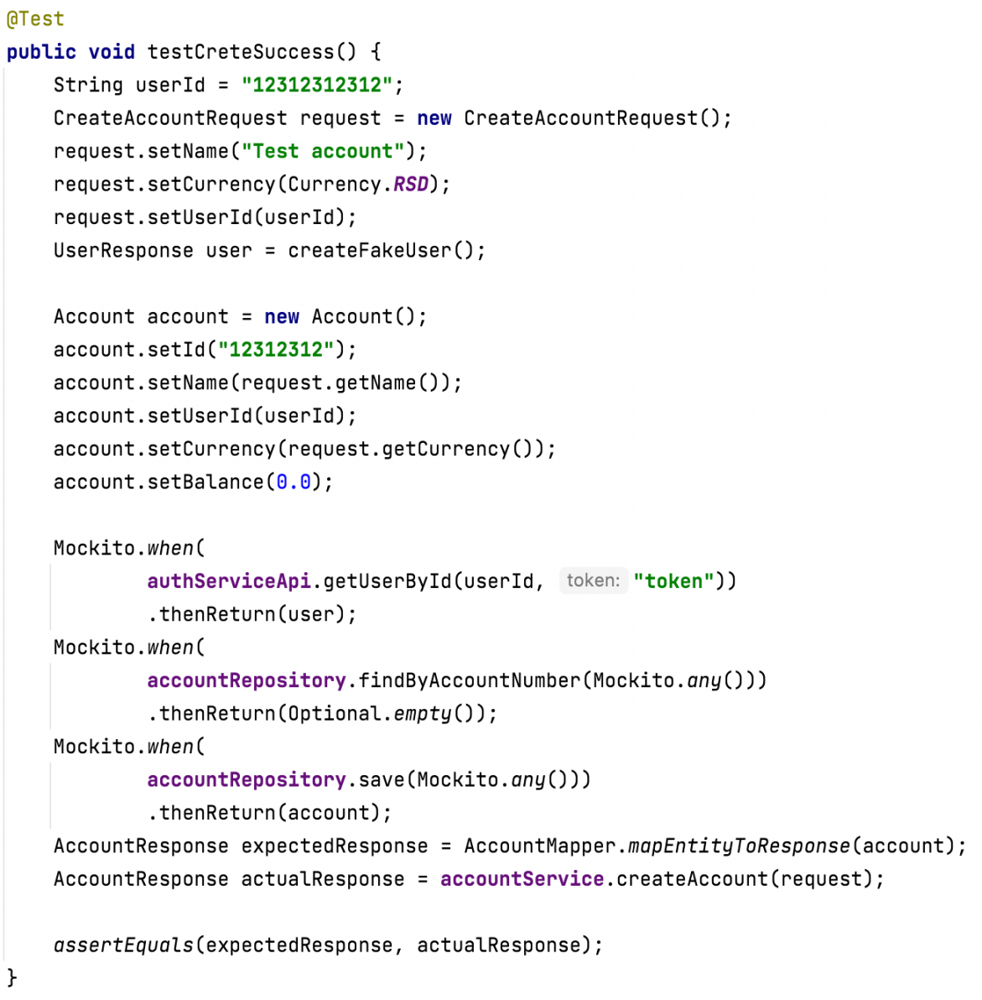 @Test
public void testCreteSuccess() {
String userId = "12312312312";
CreateAccountRequest request = new CreateAccountRequest();
request.setName("Test account");
request.setCurrency(Currency.RSD);
request.setUserId(userId);
UserResponse user = createFakeUser();
Account account = new Account();
account.setId("12312312");
account.setName(request.getName());
account.setUserId(userId);
account.setCurrency(request.getCurrency());
account.setBalance(0.0);
Mockito.when(
authServiceApi.getUserById(userId, token: "token"))
.thenReturn(user);
Mockito.when(
accountRepository.findByAccountNumber(Mockito.any()))
.thenReturn(Optional.empty());
Mockito.when(
accountRepository.save(Mockito.any()))
.thenReturn(account);
AccountResponse expectedResponse = AccountMapper.mapEntityToResponse(account);
AccountResponse actualResponse = accountService.createAccount(request);
assertEquals(expectedResponse, actualResponse);
}